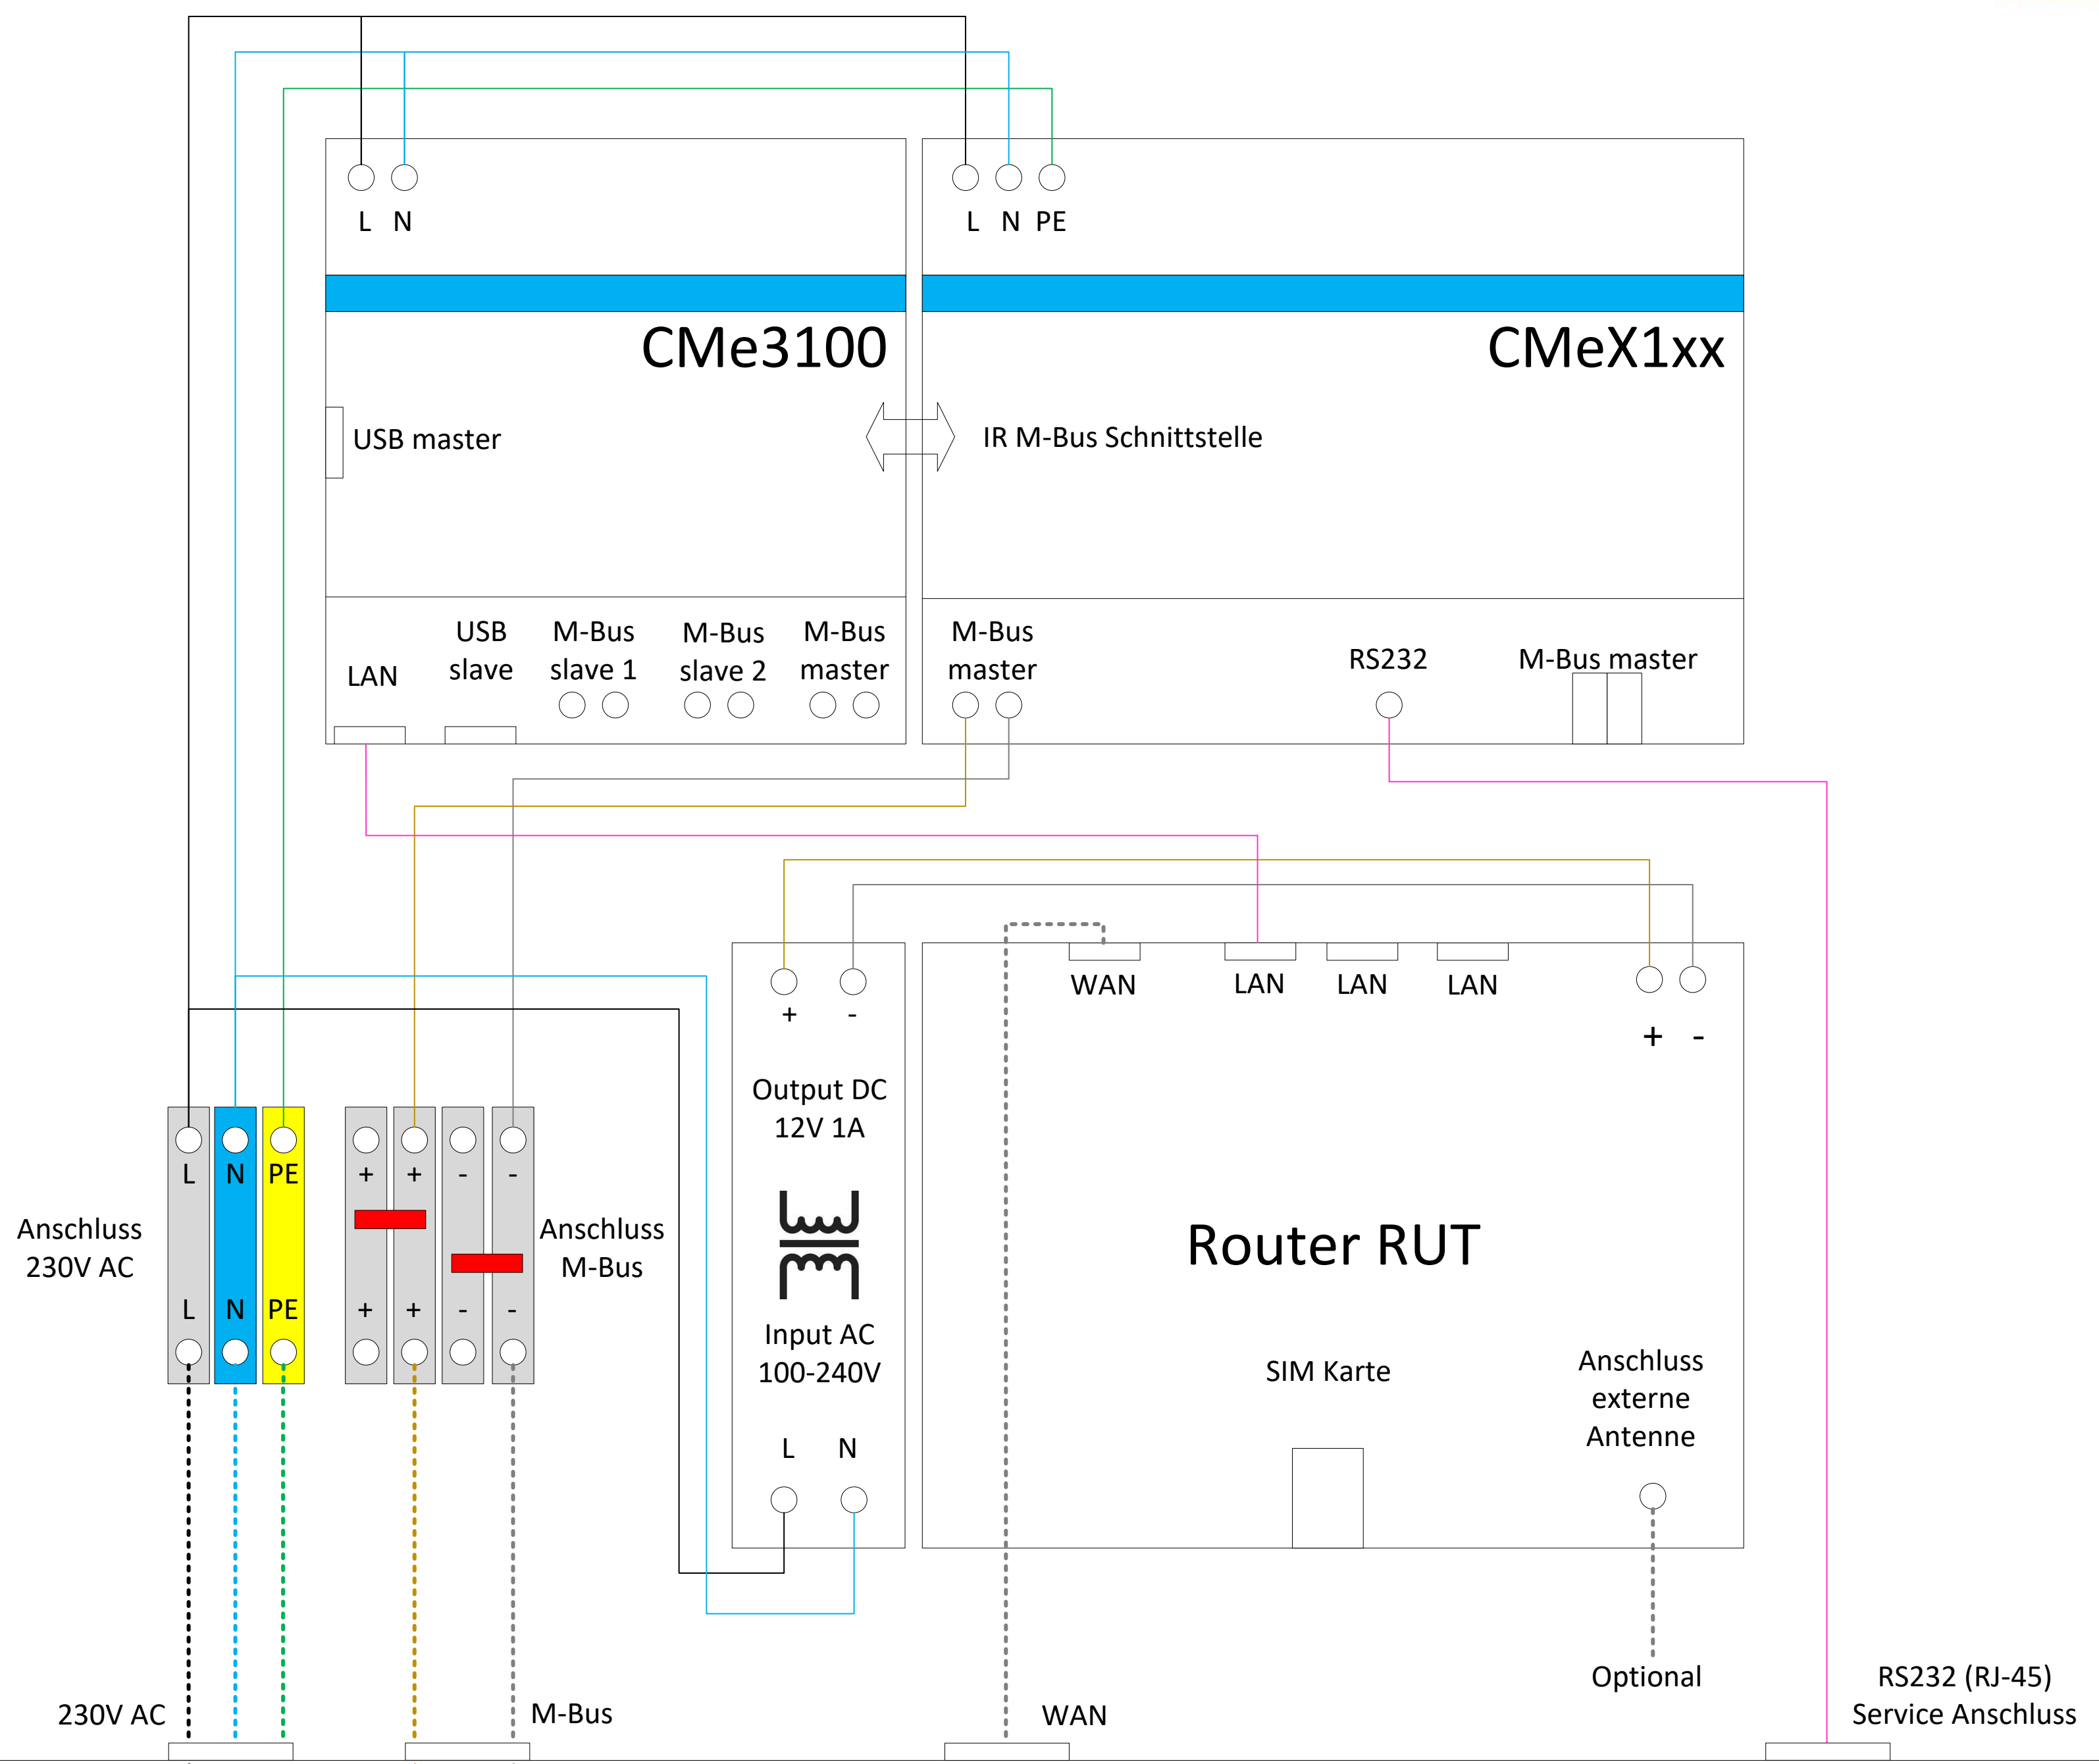 L N
L N PE
CMe3100
CMeX1xx
USB master
IR M-Bus Schnittstelle
LAN
USB
slave
M-Bus
slave 1
M-Bus
slave 2
M-Bus
master
M-Bus
master
RS232
M-Bus master
+ -
Output DC
12V 1A
Input AC
100-240V
L N
WAN
LAN
LAN
LAN
+ -
Router RUT
SIM Karte
Anschluss
externe
Antenne
Optional
Anschluss
230V AC
L N PE
L N PE
+ + - -
+ + - -
Anschluss
M-Bus
230V AC
M-Bus
WAN
RS232 (RJ-45)
Service Anschluss